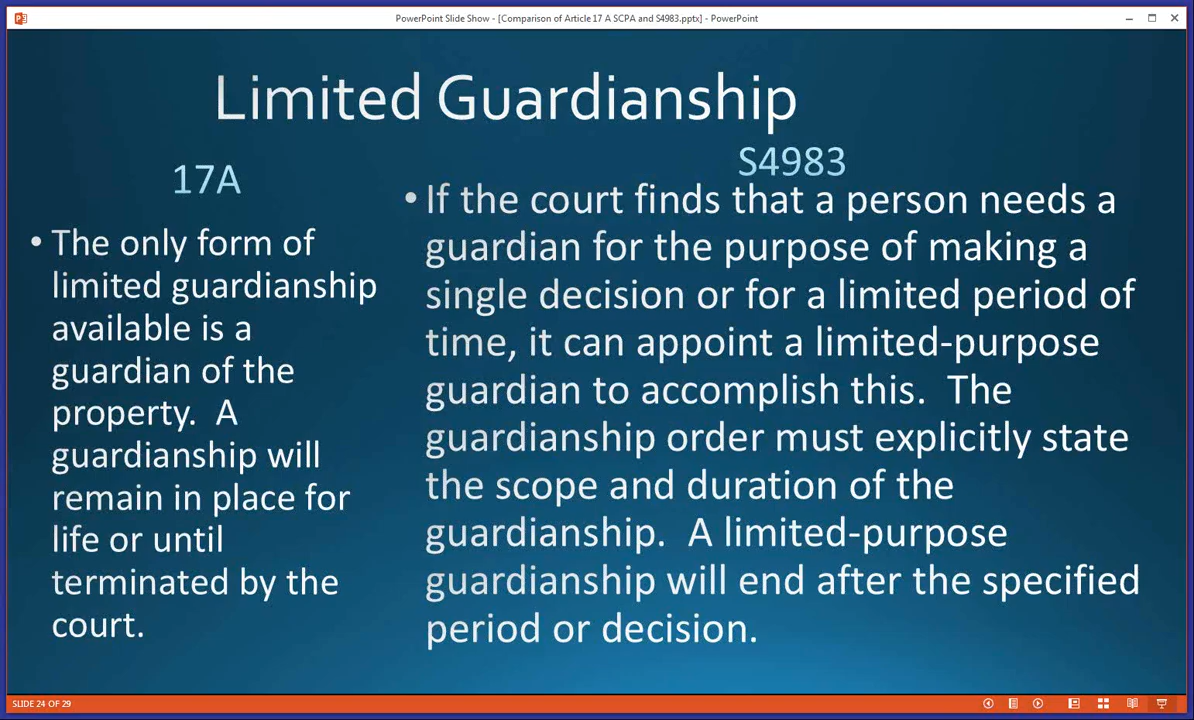 PowerPoint Slide Show - [Comparison of Article 17 A SCPA and S4983.pptx] - PowerPoint
Limited Guardianship
17A
• The only form of
limited guardianship
available is a
guardian of the
property.  A
guardianship will
remain in place for
life or until
terminated by the
court.
S4983
• If the court finds that a person needs a
guardian for the purpose of making a
single decision or for a limited period of
time, it can appoint a limited-purpose
guardian to accomplish this.  The
guardianship order must explicitly state
the scope and duration of the
guardianship.  A limited-purpose
guardianship will end after the specified
period or decision.
SLIDE 24 OF 29